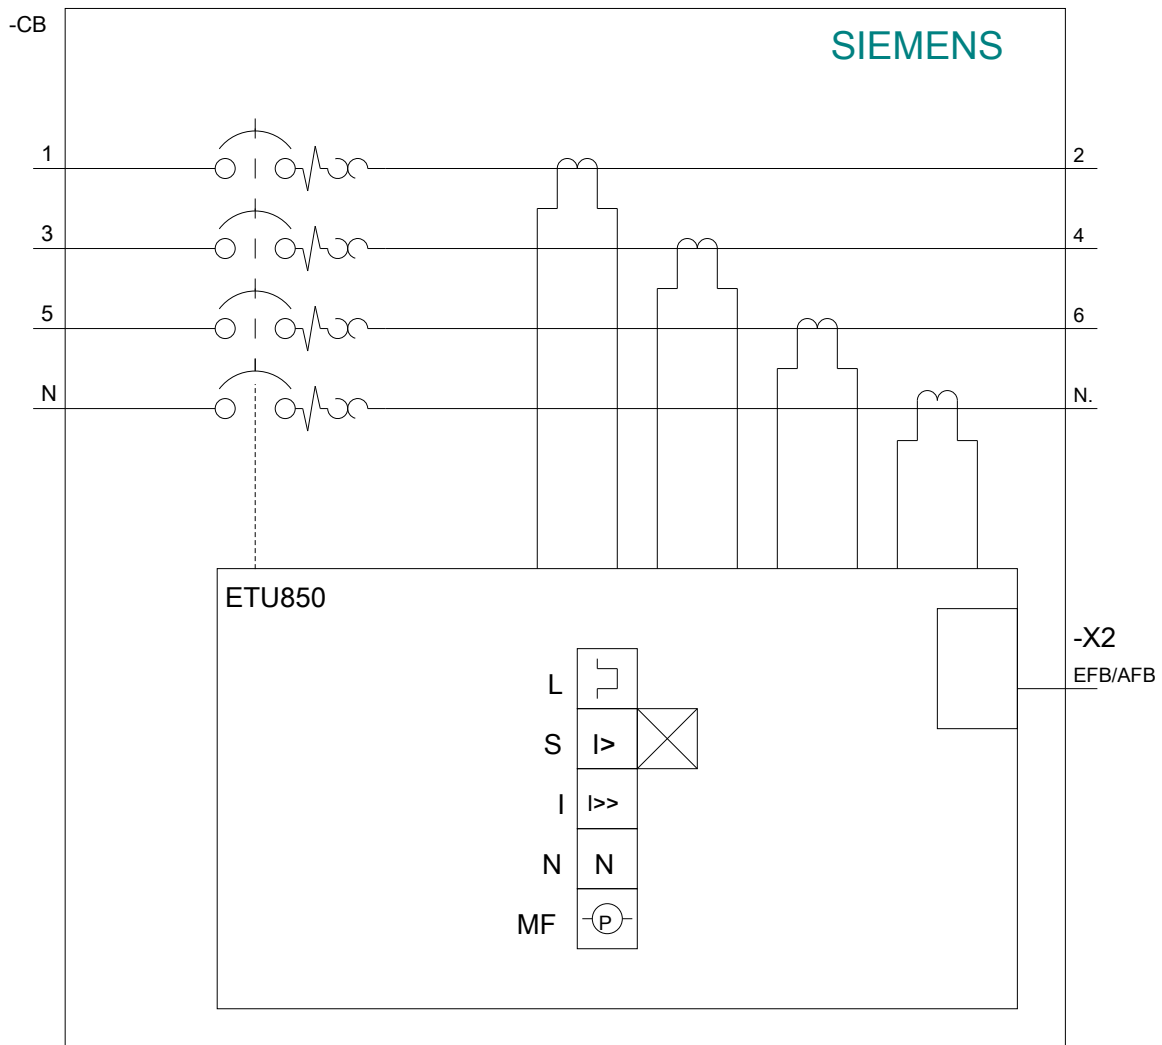 -CB
SIEMENS
1
2
3
4
5
6
N
N.
ETU850
-X2
EFB/AFB
L
S I>
I I>>
N N
MF P